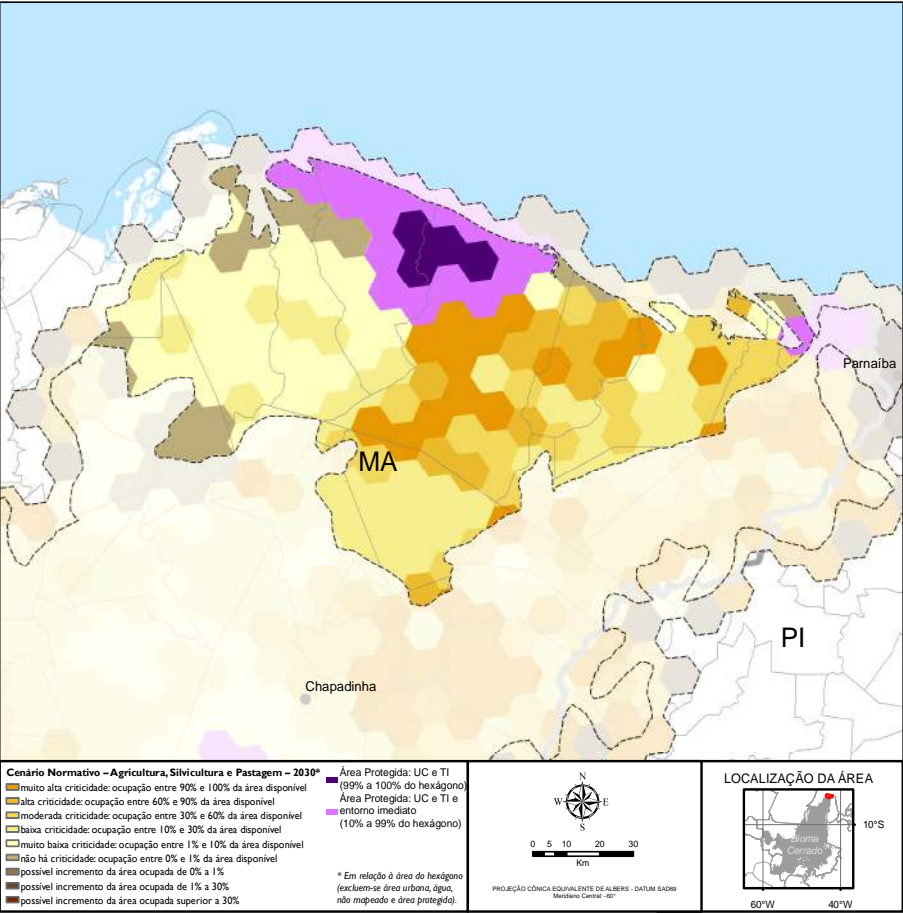 Parnaíba
MA
PI
Chapadinha
Cenário Normativo – Agricultura, Silvicultura e Pastagem – 2030*
muito alta criticidade: ocupação entre 90% e 100% da área disponível
alta criticidade: ocupação entre 60% e 90% da área disponível
moderada criticidade: ocupação entre 30% e 60% da área disponível
baixa criticidade: ocupação entre 10% e 30% da área disponível
muito baixa criticidade: ocupação entre 1% e 10% da área disponível
não há criticidade: ocupação entre 0% e 1% da área disponível
possível incremento da área ocupada de 0% a 1%
possível incremento da área ocupada de 1% a 30%
possível incremento da área ocupada superior a 30%
Área Protegida: UC e TI
(99% a 100% do hexágono)
Área Protegida: UC e TI e
entorno imediato
(10% a 99% do hexágono)
* Em relação à área do hexágono
(excluem-se área urbana, água,
não mapeado e área protegida).
N
W E
S
0 5 10 20 30
Km
PROJEÇÃO CÔNICA EQUIVALENTE DE ALBERS - DATUM SAD69
Meridiano Central: -60°
LOCALIZAÇÃO DA ÁREA
Bioma
Cerrado
10°S
60°W 40°W